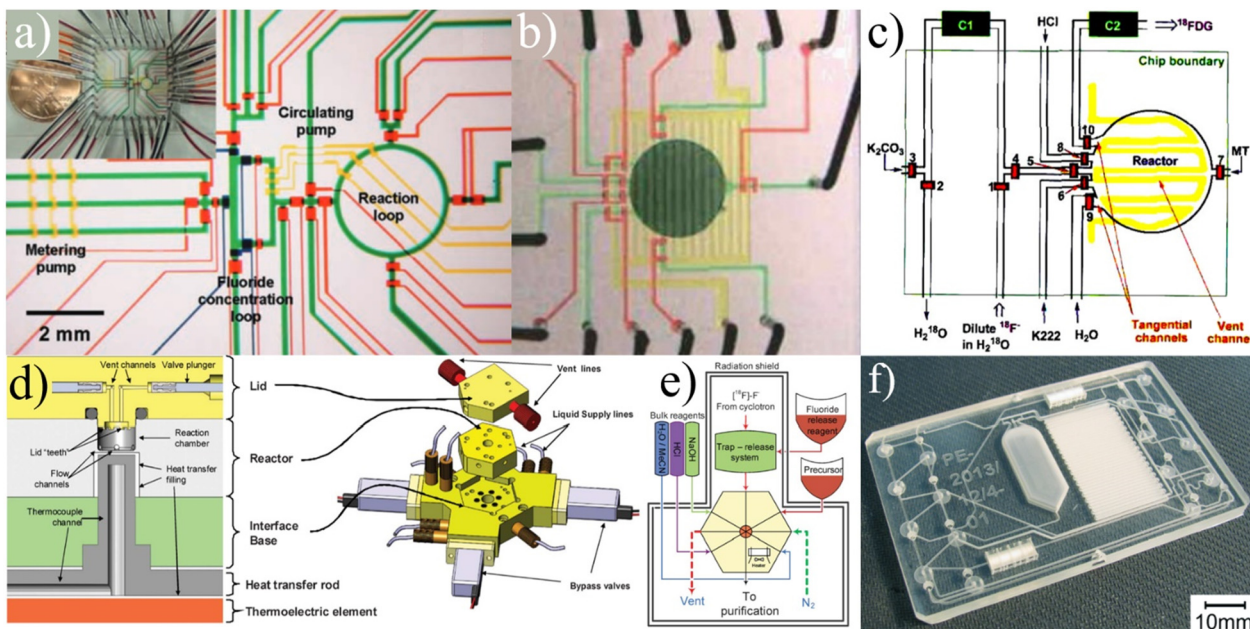 a)
Circulating
pump
Reaction
loop
Metering
pump
Fluoride
concentration
loop
2 mm
b)
c)
C1
HCl
C2
¹⁸FDG
Chip boundary
K₂CO₃
3
2
1
4
5
8
10
6
9
Reactor
7
MT
H₂¹⁸O
Dilute ¹⁸F⁻
in H₂¹⁸O
K222
H₂O
Tangential
channels
Vent
channel
d)
Vent channels
Valve plunger
Reaction
chamber
Lid "teeth"
Flow
channels
Heat transfer
filling
Thermocouple
channel
Lid
Reactor
Interface
Base
Heat transfer rod
Thermoelectric element
Vent lines
Liquid Supply lines
Bypass valves
e)
Radiation shield
[¹⁸F]-F⁻
From cyclotron
Bulk reagents
H₂O / MeCN
HCl
NaOH
Trap – release
system
Fluoride
release
reagent
Precursor
Vent
To
purification
N₂
f)
PE-
2013/
12/4-
01
10mm